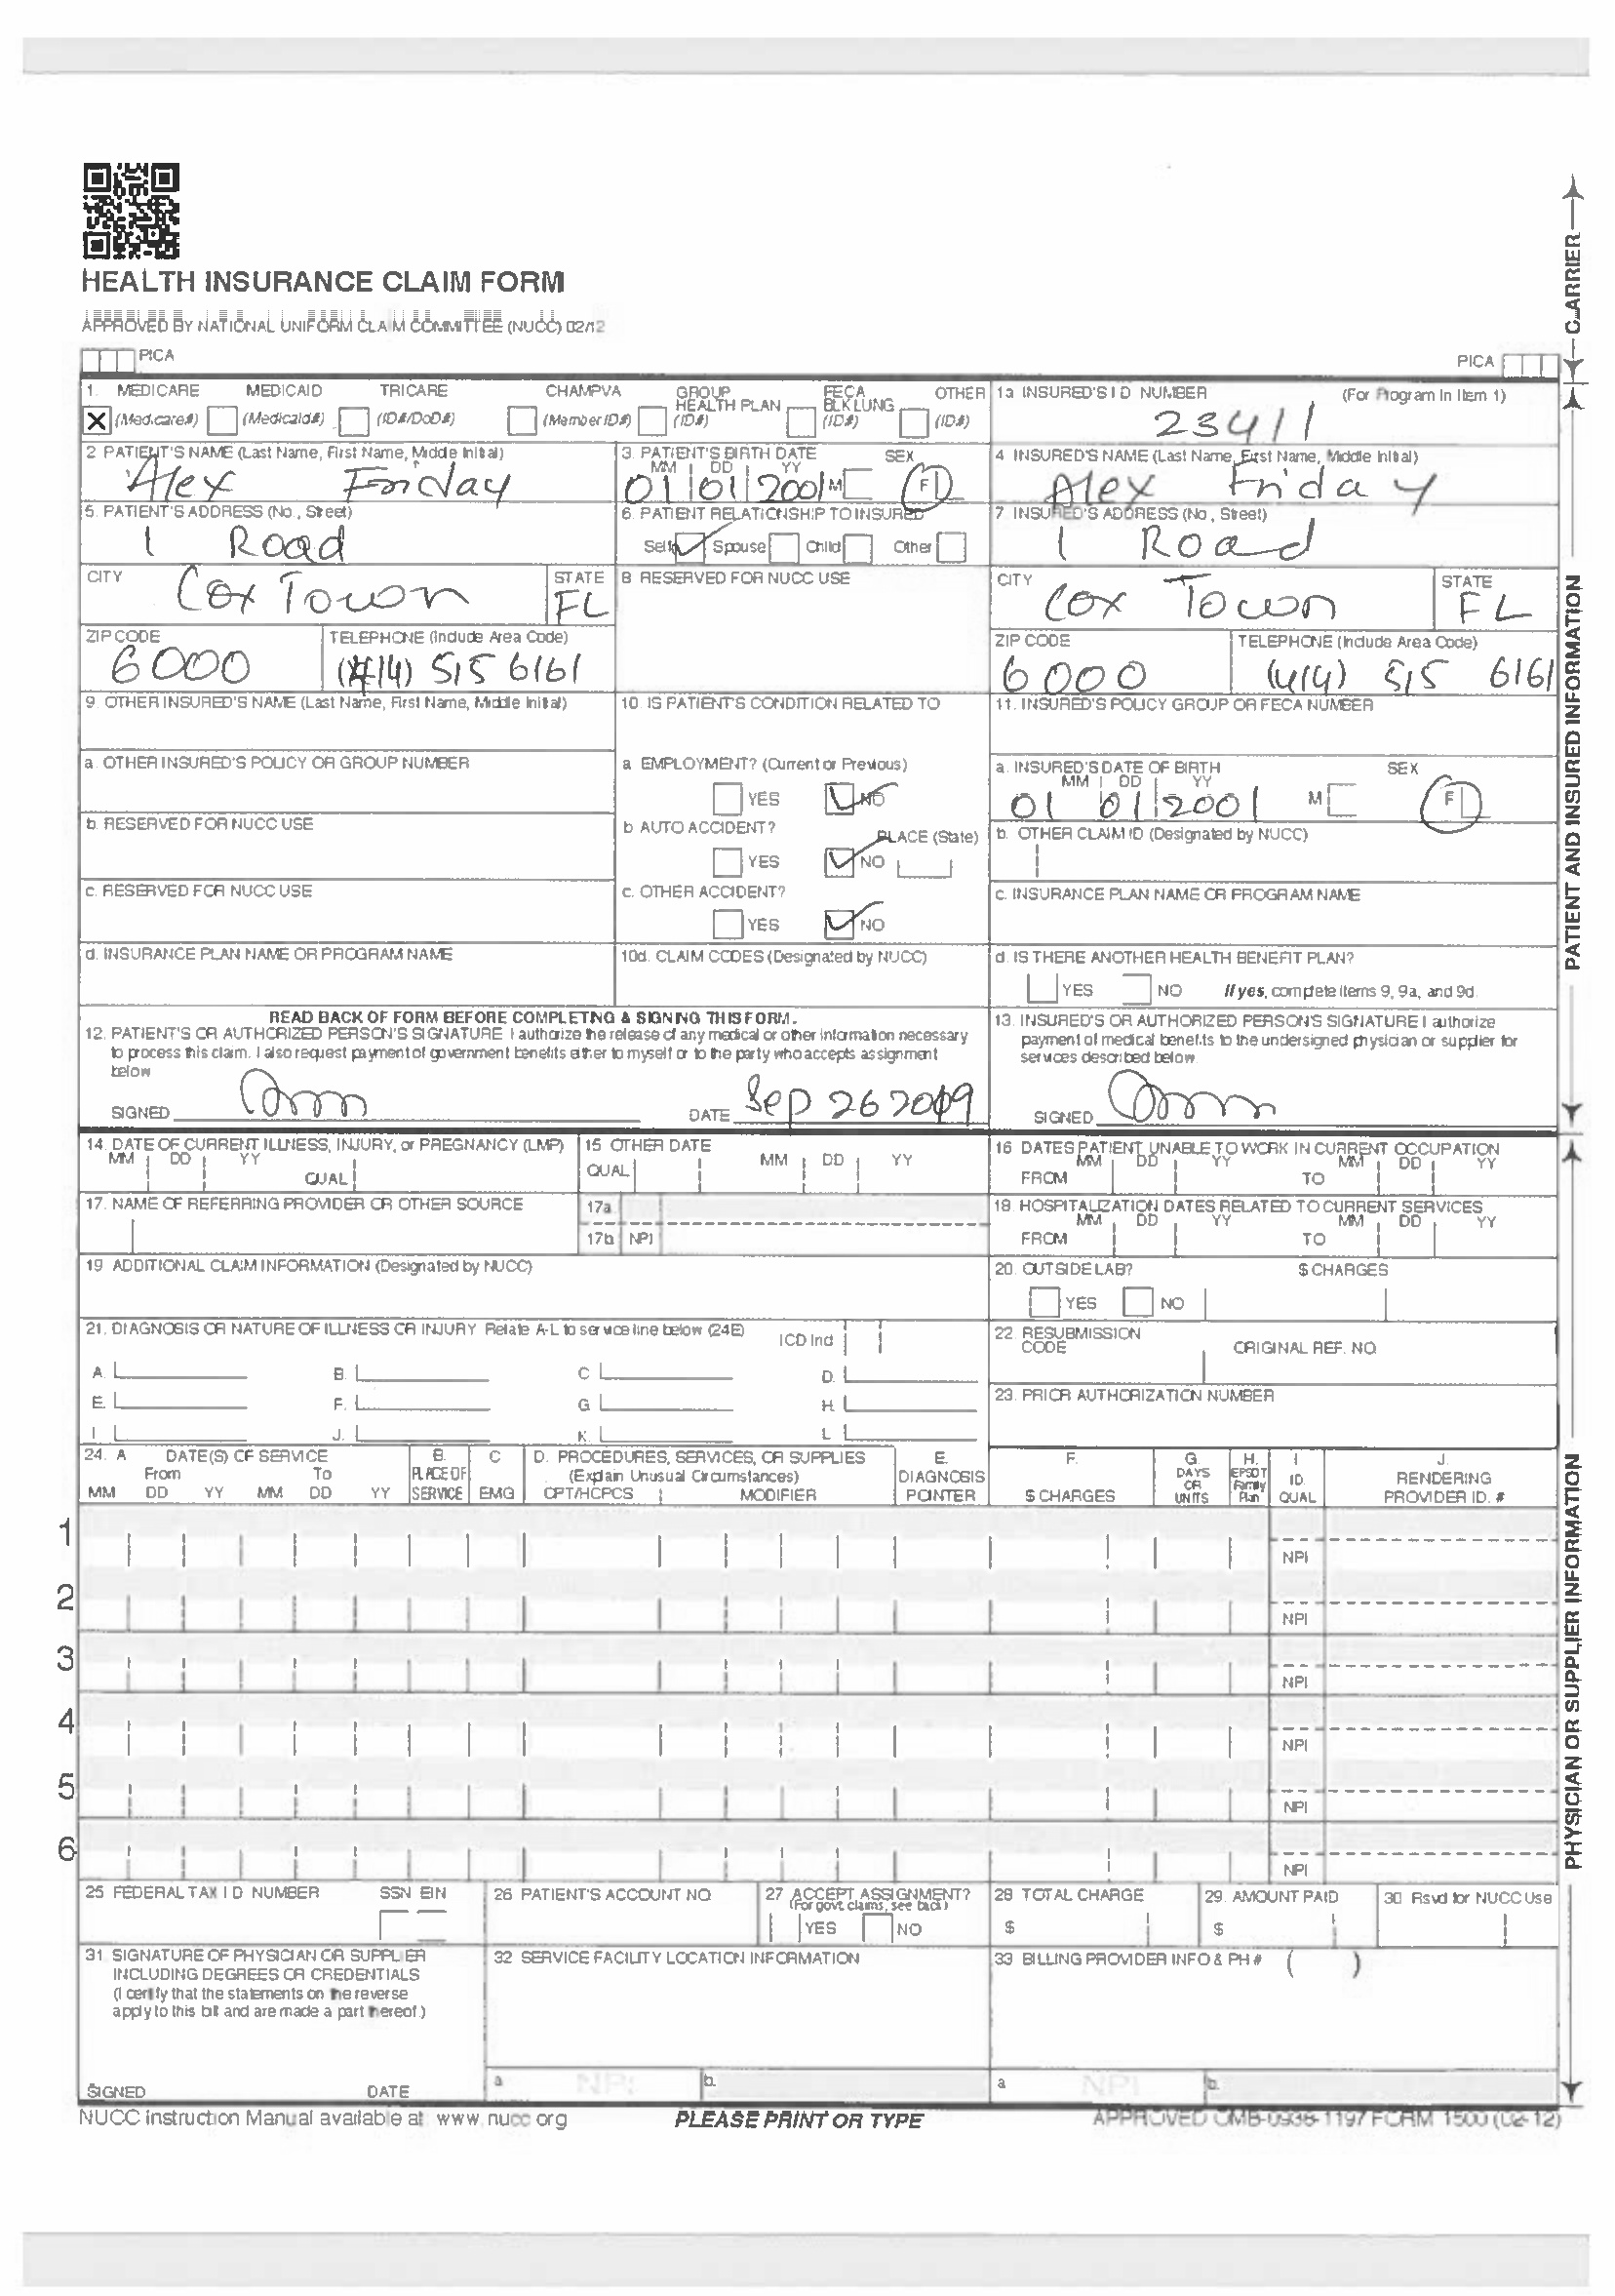 HEALTH INSURANCE CLAIM FORM
APPROVED BY NATIONAL UNIFORM CLAIM COMMITTEE (NUCC) 02/12
PICA
PICA
1. MEDICARE MEDICAID TRICARE CHAMPVA GROUP HEALTH PLAN FECA BLK LUNG OTHER
X (Medicare#) (Medicaid#) (ID#/DoD#) (Member ID#) (ID#) (ID#) (ID#)
1a INSURED'S I D NUMBER (For Program in Item 1)
23411
2 PATIENT'S NAME (Last Name, First Name, Middle Initial)
Alex Friday
3. PATIENT'S BIRTH DATE SEX
MM DD YY
01 01 2001 M F
4 INSURED'S NAME (Last Name, First Name, Middle Initial)
Alex Friday
5. PATIENT'S ADDRESS (No, Street)
1 Road
6. PATIENT RELATIONSHIP TO INSURED
Self Spouse Child Other
7 INSURED'S ADDRESS (No, Street)
1 Road
CITY
Cox Town
STATE
FL
8 RESERVED FOR NUCC USE
CITY
Cox Town
STATE
FL
ZIP CODE
6000
TELEPHONE (Include Area Code)
(414) 515 6161
ZIP CODE
6000
TELEPHONE (Include Area Code)
(414) 515 6161
9. OTHER INSURED'S NAME (Last Name, First Name, Middle Initial)
10. IS PATIENT'S CONDITION RELATED TO
11. INSURED'S POLICY GROUP OR FECA NUMBER
a. OTHER INSURED'S POLICY OR GROUP NUMBER
a EMPLOYMENT? (Current or Previous)
YES NO
a. INSURED'S DATE OF BIRTH SEX
MM DD YY
01 01 2001 M F
b. RESERVED FOR NUCC USE
b AUTO ACCIDENT? PLACE (State)
YES NO
b. OTHER CLAIM ID (Designated by NUCC)
c. RESERVED FOR NUCC USE
c. OTHER ACCIDENT?
YES NO
c. INSURANCE PLAN NAME OR PROGRAM NAME
d. INSURANCE PLAN NAME OR PROGRAM NAME
10d. CLAIM CODES (Designated by NUCC)
d. IS THERE ANOTHER HEALTH BENEFIT PLAN?
YES NO If yes, complete items 9, 9a, and 9d.
READ BACK OF FORM BEFORE COMPLETING & SIGNING THIS FORM.
12. PATIENT'S OR AUTHORIZED PERSON'S SIGNATURE I authorize the release of any medical or other information necessary
to process this claim. I also request payment of government benefits either to myself or to the party who accepts assignment
below
SIGNED DATE Sep 26 2019
13. INSURED'S OR AUTHORIZED PERSON'S SIGNATURE I authorize
payment of medical benefits to the undersigned physician or supplier for
services described below
SIGNED
14. DATE OF CURRENT ILLNESS, INJURY, or PREGNANCY (LMP)
MM DD YY QUAL
15 OTHER DATE
QUAL MM DD YY
16 DATES PATIENT UNABLE TO WORK IN CURRENT OCCUPATION
MM DD YY MM DD YY
FROM TO
17. NAME OF REFERRING PROVIDER OR OTHER SOURCE
17a
17b NPI
18 HOSPITALIZATION DATES RELATED TO CURRENT SERVICES
MM DD YY MM DD YY
FROM TO
19 ADDITIONAL CLAIM INFORMATION (Designated by NUCC)
20. OUTSIDE LAB? $ CHARGES
YES NO
21. DIAGNOSIS OR NATURE OF ILLNESS OR INJURY Relate A-L to service line below (24E) ICD Ind
A. B. C D.
E. F. G H.
I. J. K. L
22. RESUBMISSION CODE ORIGINAL REF. NO
23. PRIOR AUTHORIZATION NUMBER
24. A DATE(S) OF SERVICE
From To
MM DD YY MM DD YY
B. PLACE OF SERVICE
C EMG
D. PROCEDURES, SERVICES, OR SUPPLIES
(Explain Unusual Circumstances)
CPT/HCPCS MODIFIER
E. DIAGNOSIS POINTER
F. $ CHARGES
G. DAYS OR UNITS
H. EPSDT Family Plan
I ID. QUAL
J. RENDERING PROVIDER ID. #
1 NPI
2 NPI
3 NPI
4 NPI
5 NPI
6 NPI
25 FEDERAL TAX I D NUMBER SSN EIN
26 PATIENT'S ACCOUNT NO
27 ACCEPT ASSIGNMENT?
(For govt. claims, see back)
YES NO
28 TOTAL CHARGE
$
29. AMOUNT PAID
$
30 Rsvd for NUCC Use
31 SIGNATURE OF PHYSICIAN OR SUPPLIER
INCLUDING DEGREES OR CREDENTIALS
(I certify that the statements on the reverse
apply to this bill and are made a part thereof.)
SIGNED DATE
32 SERVICE FACILITY LOCATION INFORMATION
a NPI b.
33 BILLING PROVIDER INFO & PH # ( )
a NPI b.
NUCC Instruction Manual available at www.nucc.org
PLEASE PRINT OR TYPE
APPROVED OMB-0938-1197 FORM 1500 (02-12)
CARRIER
PATIENT AND INSURED INFORMATION
PHYSICIAN OR SUPPLIER INFORMATION